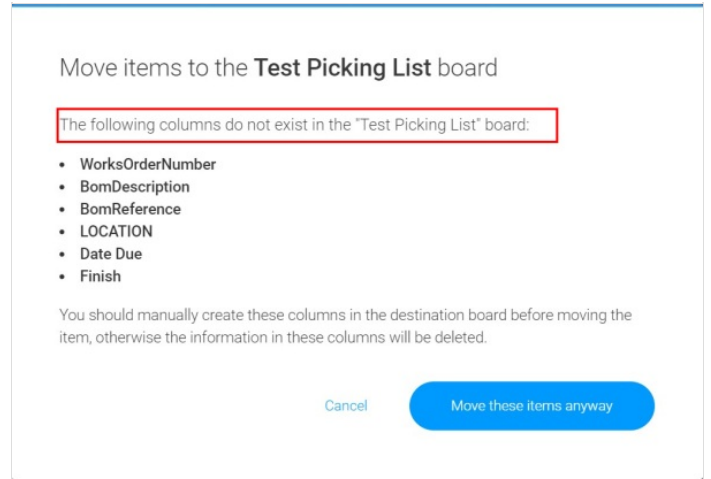 Move items to the Test Picking List board
The following columns do not exist in the "Test Picking List" board:
• WorksOrderNumber
• BomDescription
• BomReference
• LOCATION
• Date Due
• Finish
You should manually create these columns in the destination board before moving the
item, otherwise the information in these columns will be deleted.
Cancel Move these items anyway